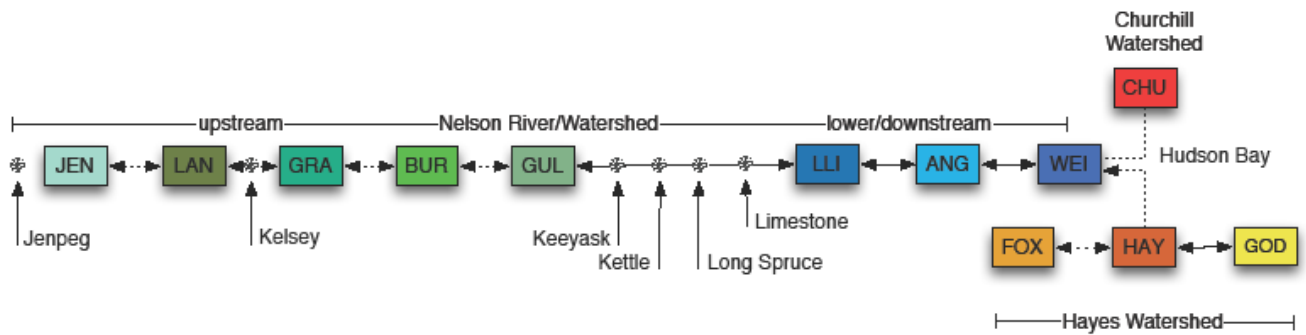 Churchill
Watershed
CHU
upstream
Nelson River/Watershed
lower/downstream
JEN
LAN
GRA
BUR
GUL
LLI
ANG
WEI
Hudson Bay
Jenpeg
Kelsey
Keeyask
Kettle
Long Spruce
Limestone
FOX
HAY
GOD
Hayes Watershed